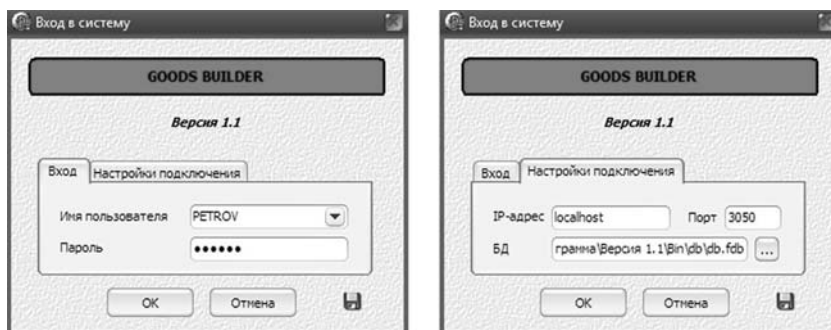 Вход в систему
GOODS BUILDER
Версия 1.1
Вход
Настройки подключения
Имя пользователя
PETROV
Пароль
••••••
OK
Отмена
Вход в систему
GOODS BUILDER
Версия 1.1
Вход
Настройки подключения
IP-адрес
localhost
Порт
3050
БД
грамма\Версия 1.1\Bin\db\db.fdb
...
OK
Отмена